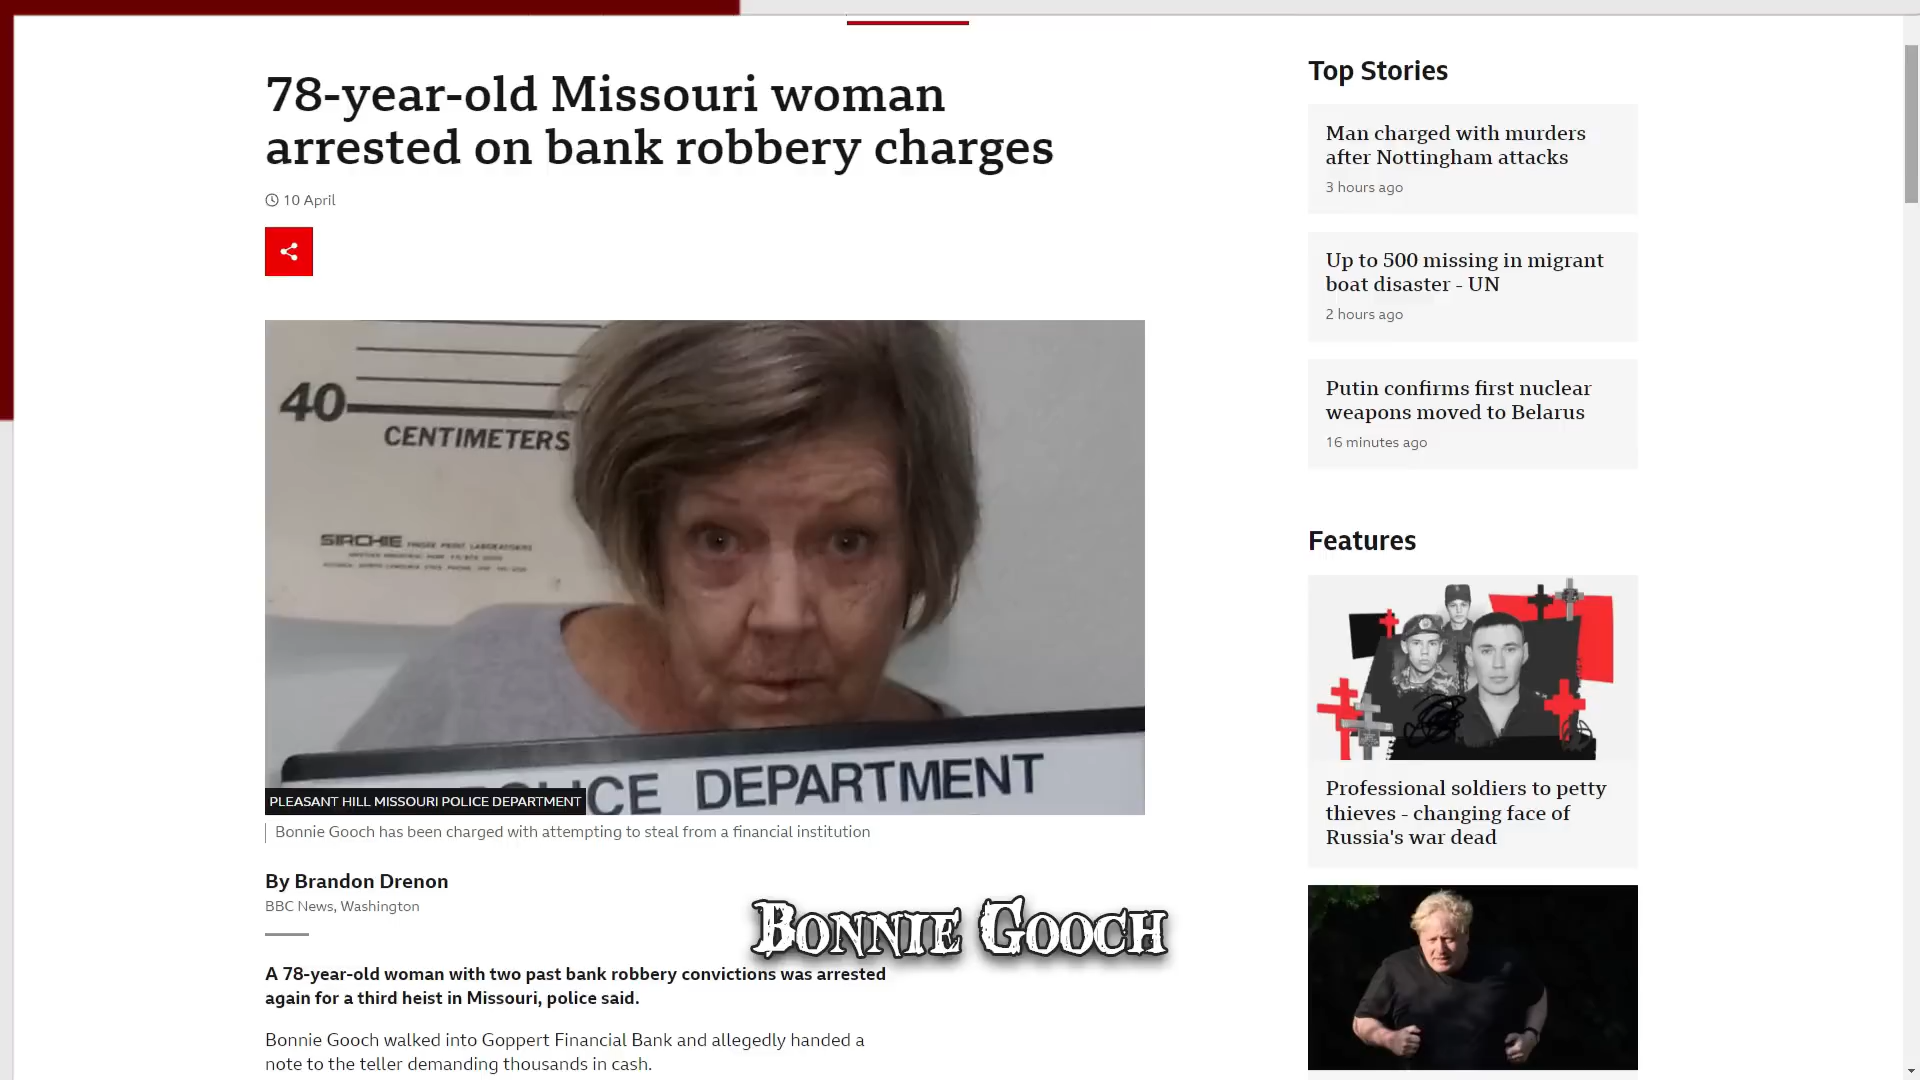 78-year-old Missouri woman
arrested on bank robbery charges
10 April
40
CENTIMETERS
SIRCHIE
DEPARTMENT
PLEASANT HILL MISSOURI POLICE DEPARTMENT
Bonnie Gooch has been charged with attempting to steal from a financial institution
By Brandon Drenon
BBC News, Washington
Bonnie Gooch
A 78-year-old woman with two past bank robbery convictions was arrested
again for a third heist in Missouri, police said.
Bonnie Gooch walked into Goppert Financial Bank and allegedly handed a
note to the teller demanding thousands in cash.
Top Stories
Man charged with murders
after Nottingham attacks
3 hours ago
Up to 500 missing in migrant
boat disaster - UN
2 hours ago
Putin confirms first nuclear
weapons moved to Belarus
16 minutes ago
Features
Professional soldiers to petty
thieves - changing face of
Russia's war dead